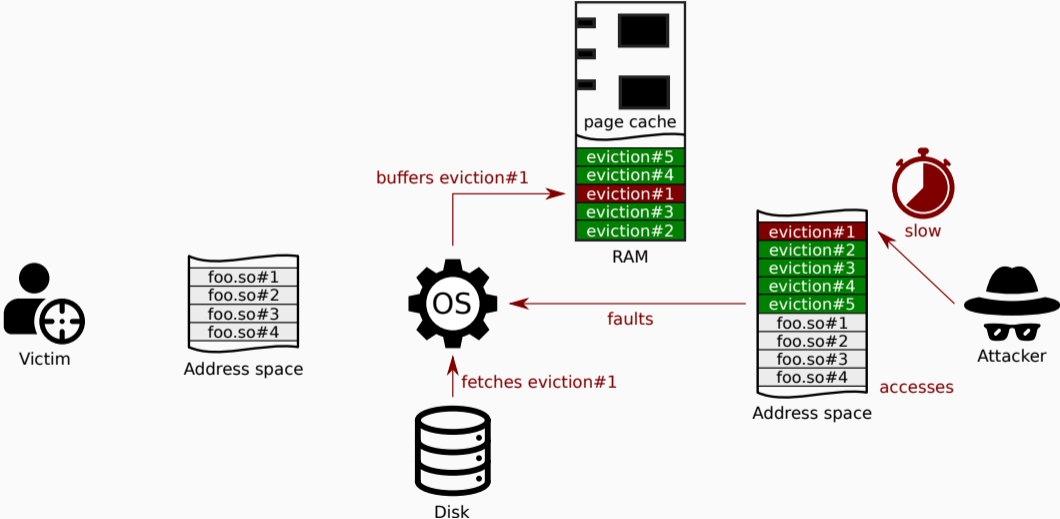 page cache
eviction#5
eviction#4
eviction#1
eviction#3
eviction#2
RAM
buffers eviction#1
slow
eviction#1
eviction#2
eviction#3
eviction#4
eviction#5
foo.so#1
foo.so#2
foo.so#3
foo.so#4
Address space
foo.so#1
foo.so#2
foo.so#3
foo.so#4
Address space
Victim
OS
faults
Attacker
accesses
fetches eviction#1
Disk